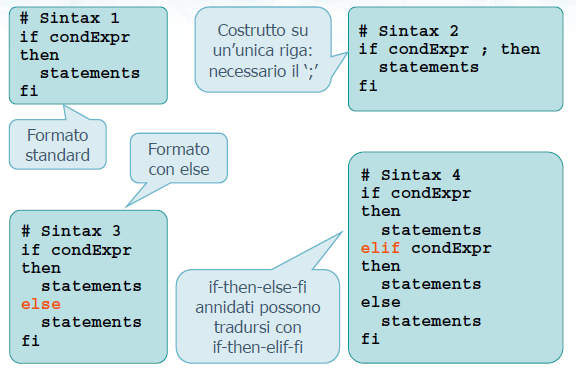 # Sintax 1
if condExpr
then
  statements
fi
Formato
standard
Costrutto su
un'unica riga:
necessario il ';'
# Sintax 2
if condExpr ; then
  statements
fi
Formato
con else
# Sintax 3
if condExpr
then
  statements
else
  statements
fi
if-then-else-fi
annidati possono
tradursi con
if-then-elif-fi
# Sintax 4
if condExpr
then
  statements
elif condExpr
then
  statements
else
  statements
fi